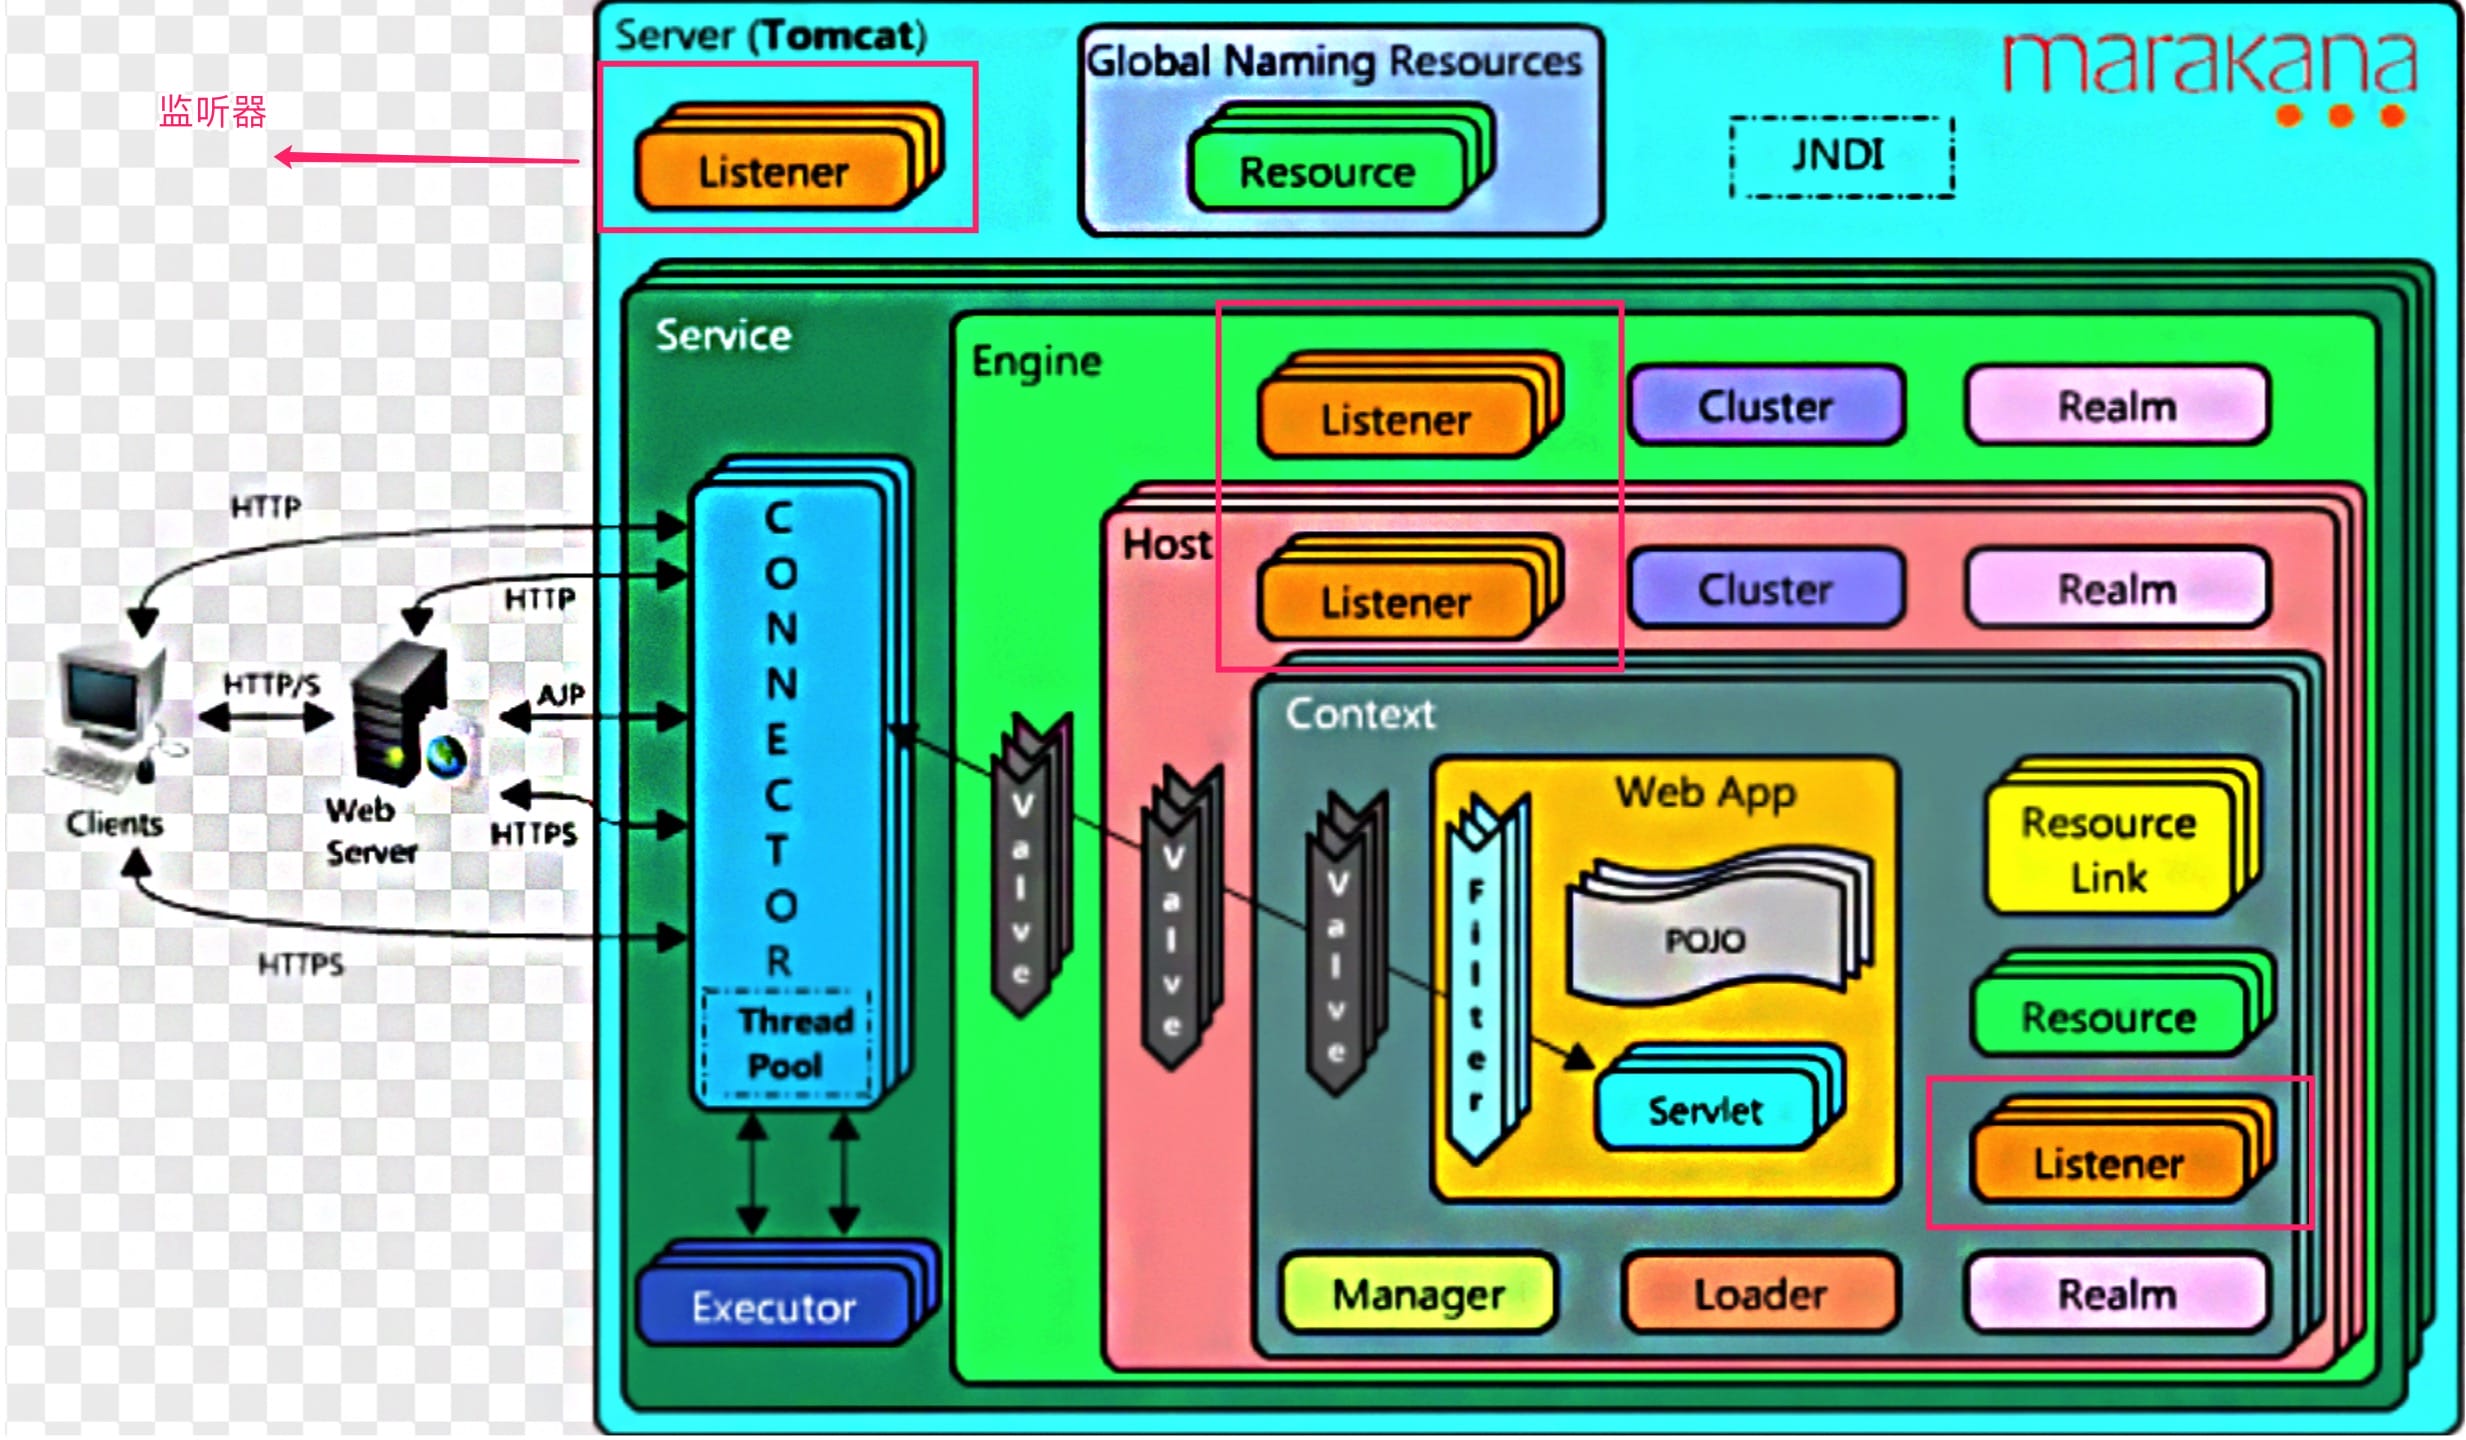 Server (Tomcat)
Global Naming Resources
marakana
监听器
Listener
Resource
JNDI
Service
Engine
Listener
Cluster
Realm
Host
Listener
Cluster
Realm
HTTP
HTTP
HTTP/S
AJP
HTTPS
HTTPS
Clients
Web
Server
CONNECTOR
Thread
Pool
Executor
Valve
Valve
Context
Valve
Web App
Filter
POJO
Servlet
Resource
Link
Resource
Listener
Manager
Loader
Realm